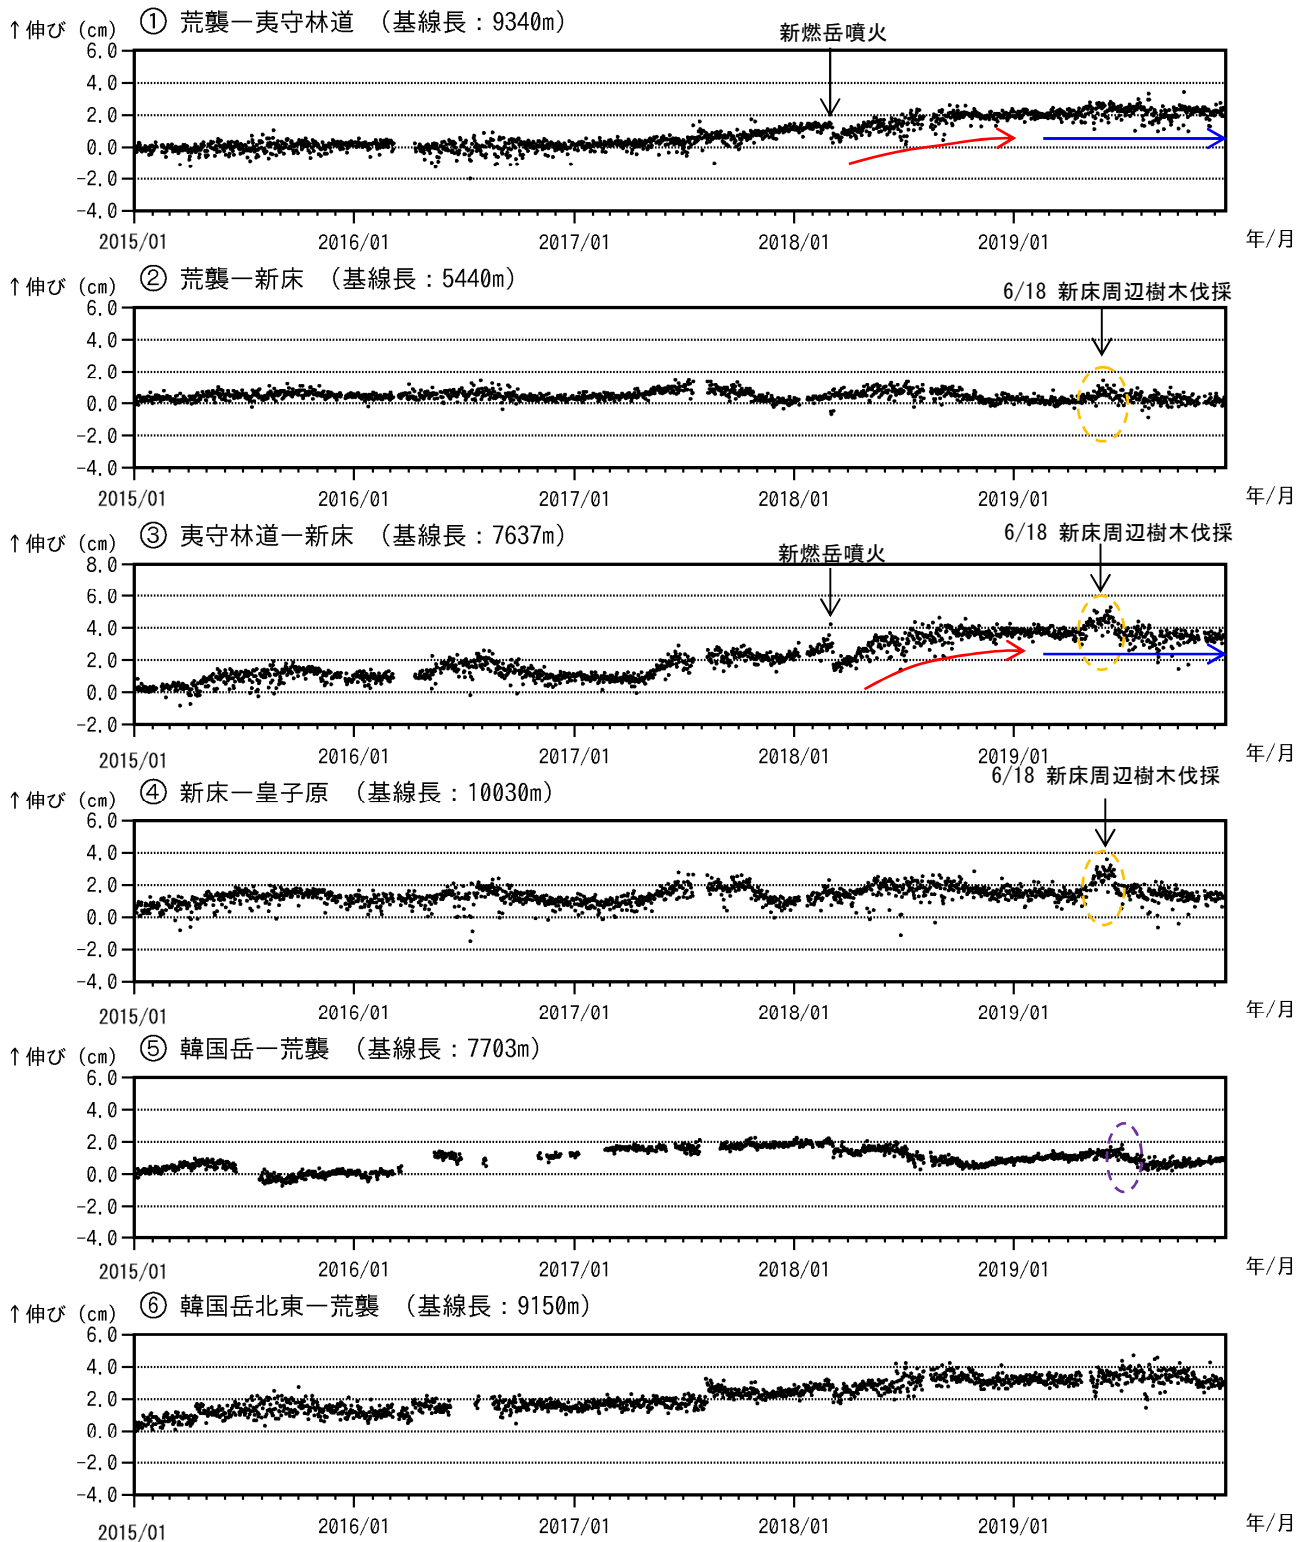 ↑伸び (cm) ① 荒襲―夷守林道 （基線長：9340m）
新燃岳噴火
6.0
4.0
2.0
0.0
-2.0
-4.0
2015/01 2016/01 2017/01 2018/01 2019/01 年/月
↑伸び (cm) ② 荒襲―新床 （基線長：5440m）
6/18 新床周辺樹木伐採
6.0
4.0
2.0
0.0
-2.0
-4.0
2015/01 2016/01 2017/01 2018/01 2019/01 年/月
↑伸び (cm) ③ 夷守林道―新床 （基線長：7637m）
6/18 新床周辺樹木伐採
新燃岳噴火
8.0
6.0
4.0
2.0
0.0
-2.0
2015/01 2016/01 2017/01 2018/01 2019/01 年/月
6/18 新床周辺樹木伐採
↑伸び (cm) ④ 新床―皇子原 （基線長：10030m）
6.0
4.0
2.0
0.0
-2.0
-4.0
2015/01 2016/01 2017/01 2018/01 2019/01 年/月
↑伸び (cm) ⑤ 韓国岳―荒襲 （基線長：7703m）
6.0
4.0
2.0
0.0
-2.0
-4.0
2015/01 2016/01 2017/01 2018/01 2019/01 年/月
↑伸び (cm) ⑥ 韓国岳北東―荒襲 （基線長：9150m）
6.0
4.0
2.0
0.0
-2.0
-4.0
2015/01 2016/01 2017/01 2018/01 2019/01 年/月